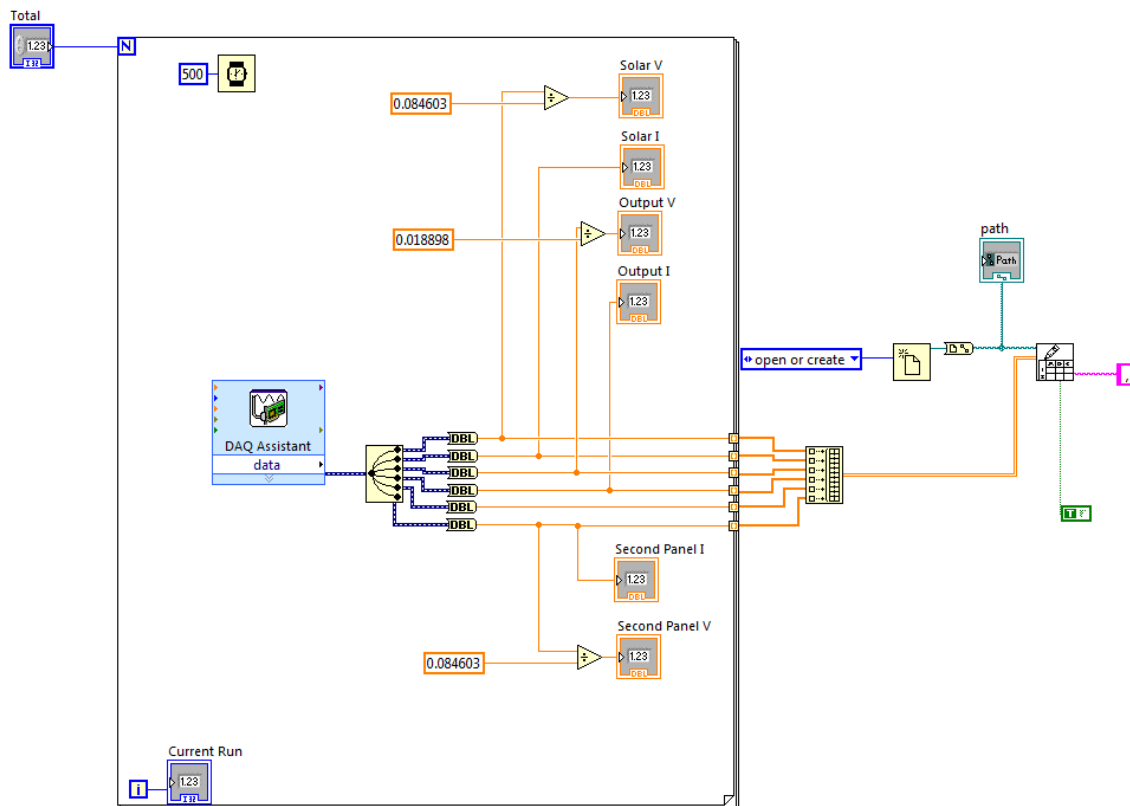 Total
1.23
I32
N
500
Solar V
1.23
DBL
0.084603
Solar I
1.23
DBL
Output V
1.23
DBL
0.018898
Output I
1.23
DBL
path
Path
open or create
DAQ Assistant
data
DBL
DBL
DBL
DBL
DBL
DBL
Second Panel I
1.23
DBL
Second Panel V
1.23
DBL
0.084603
T
Current Run
1.23
I32
i